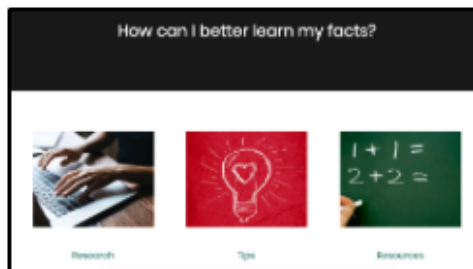 How can I better learn my facts?
1 + 1 =
2 + 2 =
Research
Tips
Resources